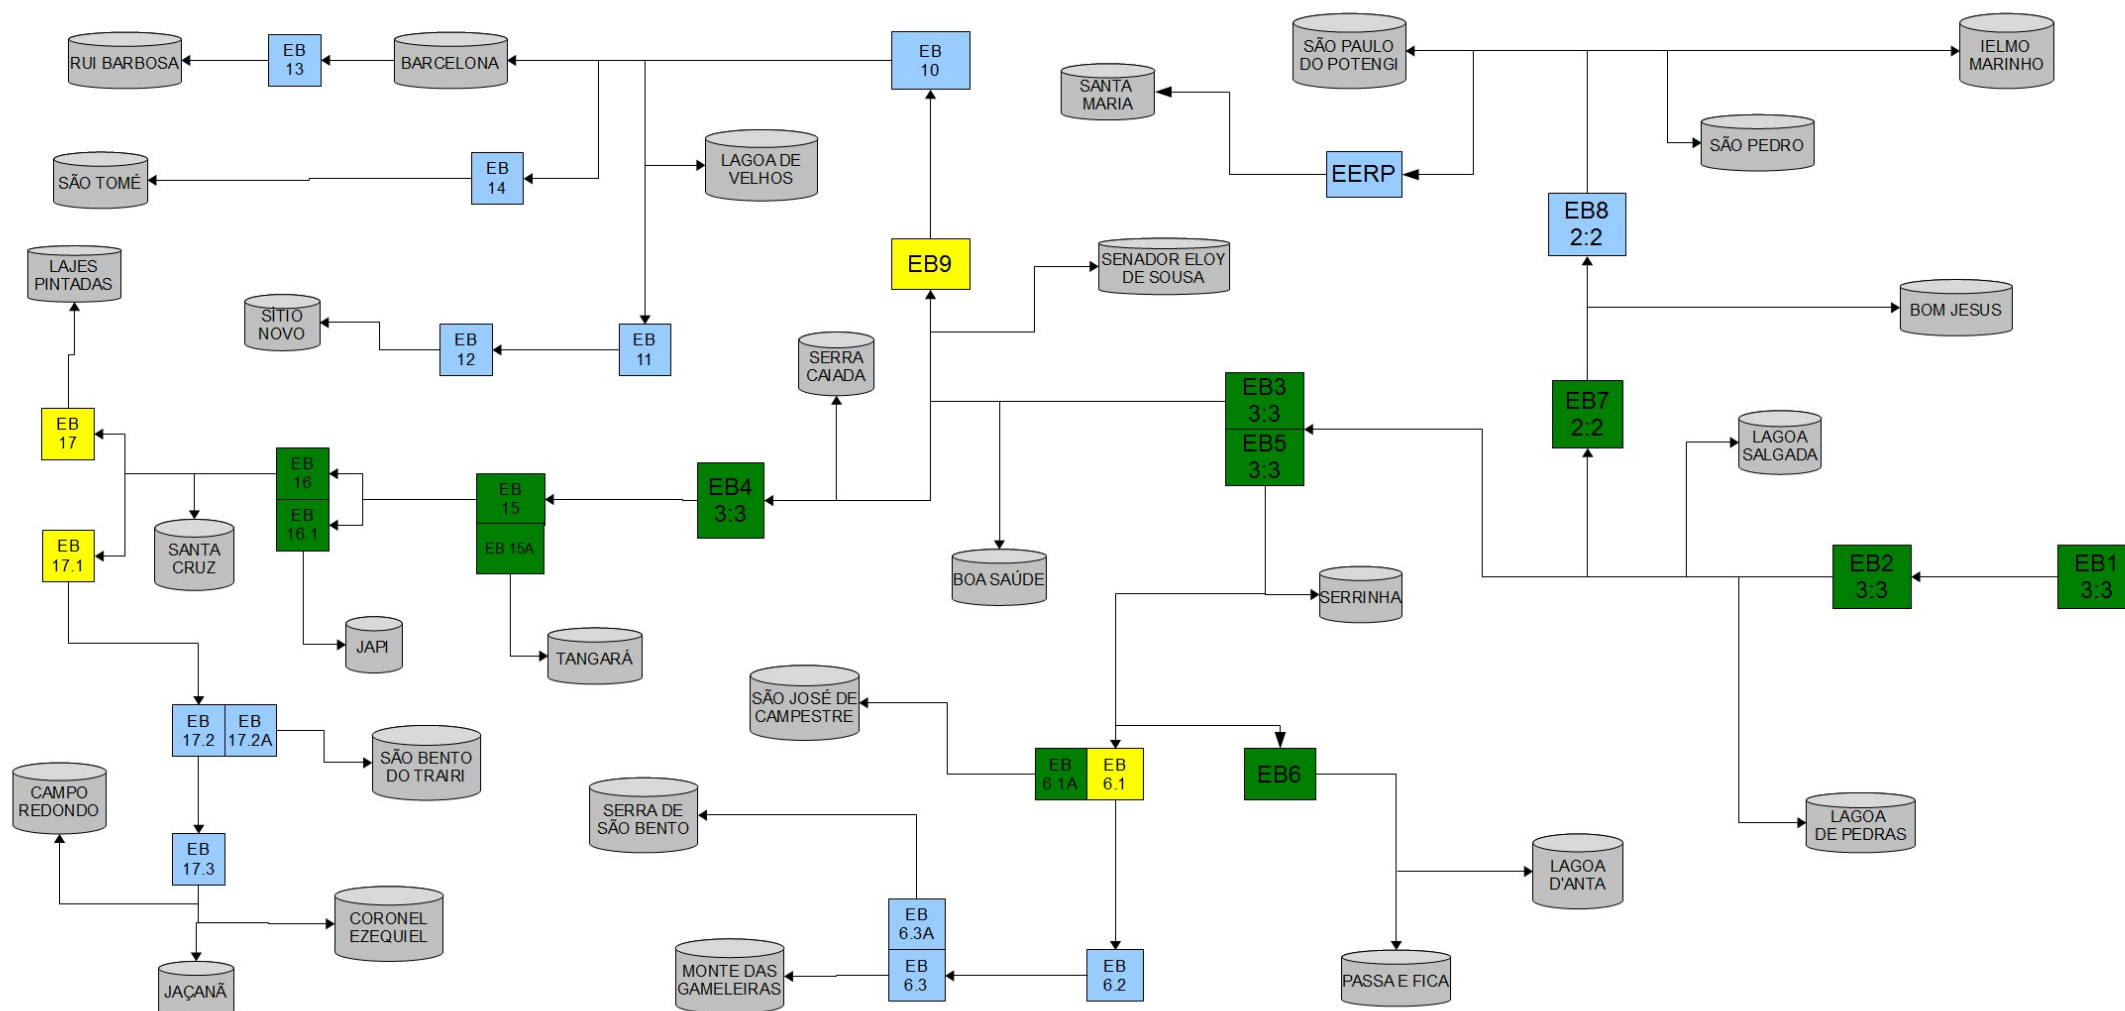 RUI BARBOSA
EB
13
BARCELONA
EB
10
SÃO PAULO
DO POTENGI
IELMO
MARINHO
SANTA
MARIA
SÃO PEDRO
SÃO TOMÉ
EB
14
LAGOA DE
VELHOS
EERP
EB8
2:2
LAJES
PINTADAS
EB9
SENADOR ELOY
DE SOUSA
BOM JESUS
SÍTIO
NOVO
EB
12
EB
11
SERRA
CAIADA
EB3
3:3
EB5
3:3
EB7
2:2
LAGOA
SALGADA
EB
17
EB
16
EB
16.1
EB
15
EB 15A
EB4
3:3
EB
17.1
SANTA
CRUZ
BOA SAÚDE
SERRINHA
EB2
3:3
EB1
3:3
JAPI
TANGARÁ
SÃO JOSÉ DE
CAMPESTRE
EB
17.2
EB
17.2A
SÃO BENTO
DO TRAIRI
EB
6.1A
EB
6.1
EB6
CAMPO
REDONDO
SERRA DE
SÃO BENTO
LAGOA
DE PEDRAS
EB
17.3
LAGOA
D'ANTA
CORONEL
EZEQUIEL
EB
6.3A
EB
6.3
EB
6.2
MONTE DAS
GAMELEIRAS
PASSA E FICA
JAÇANÃ